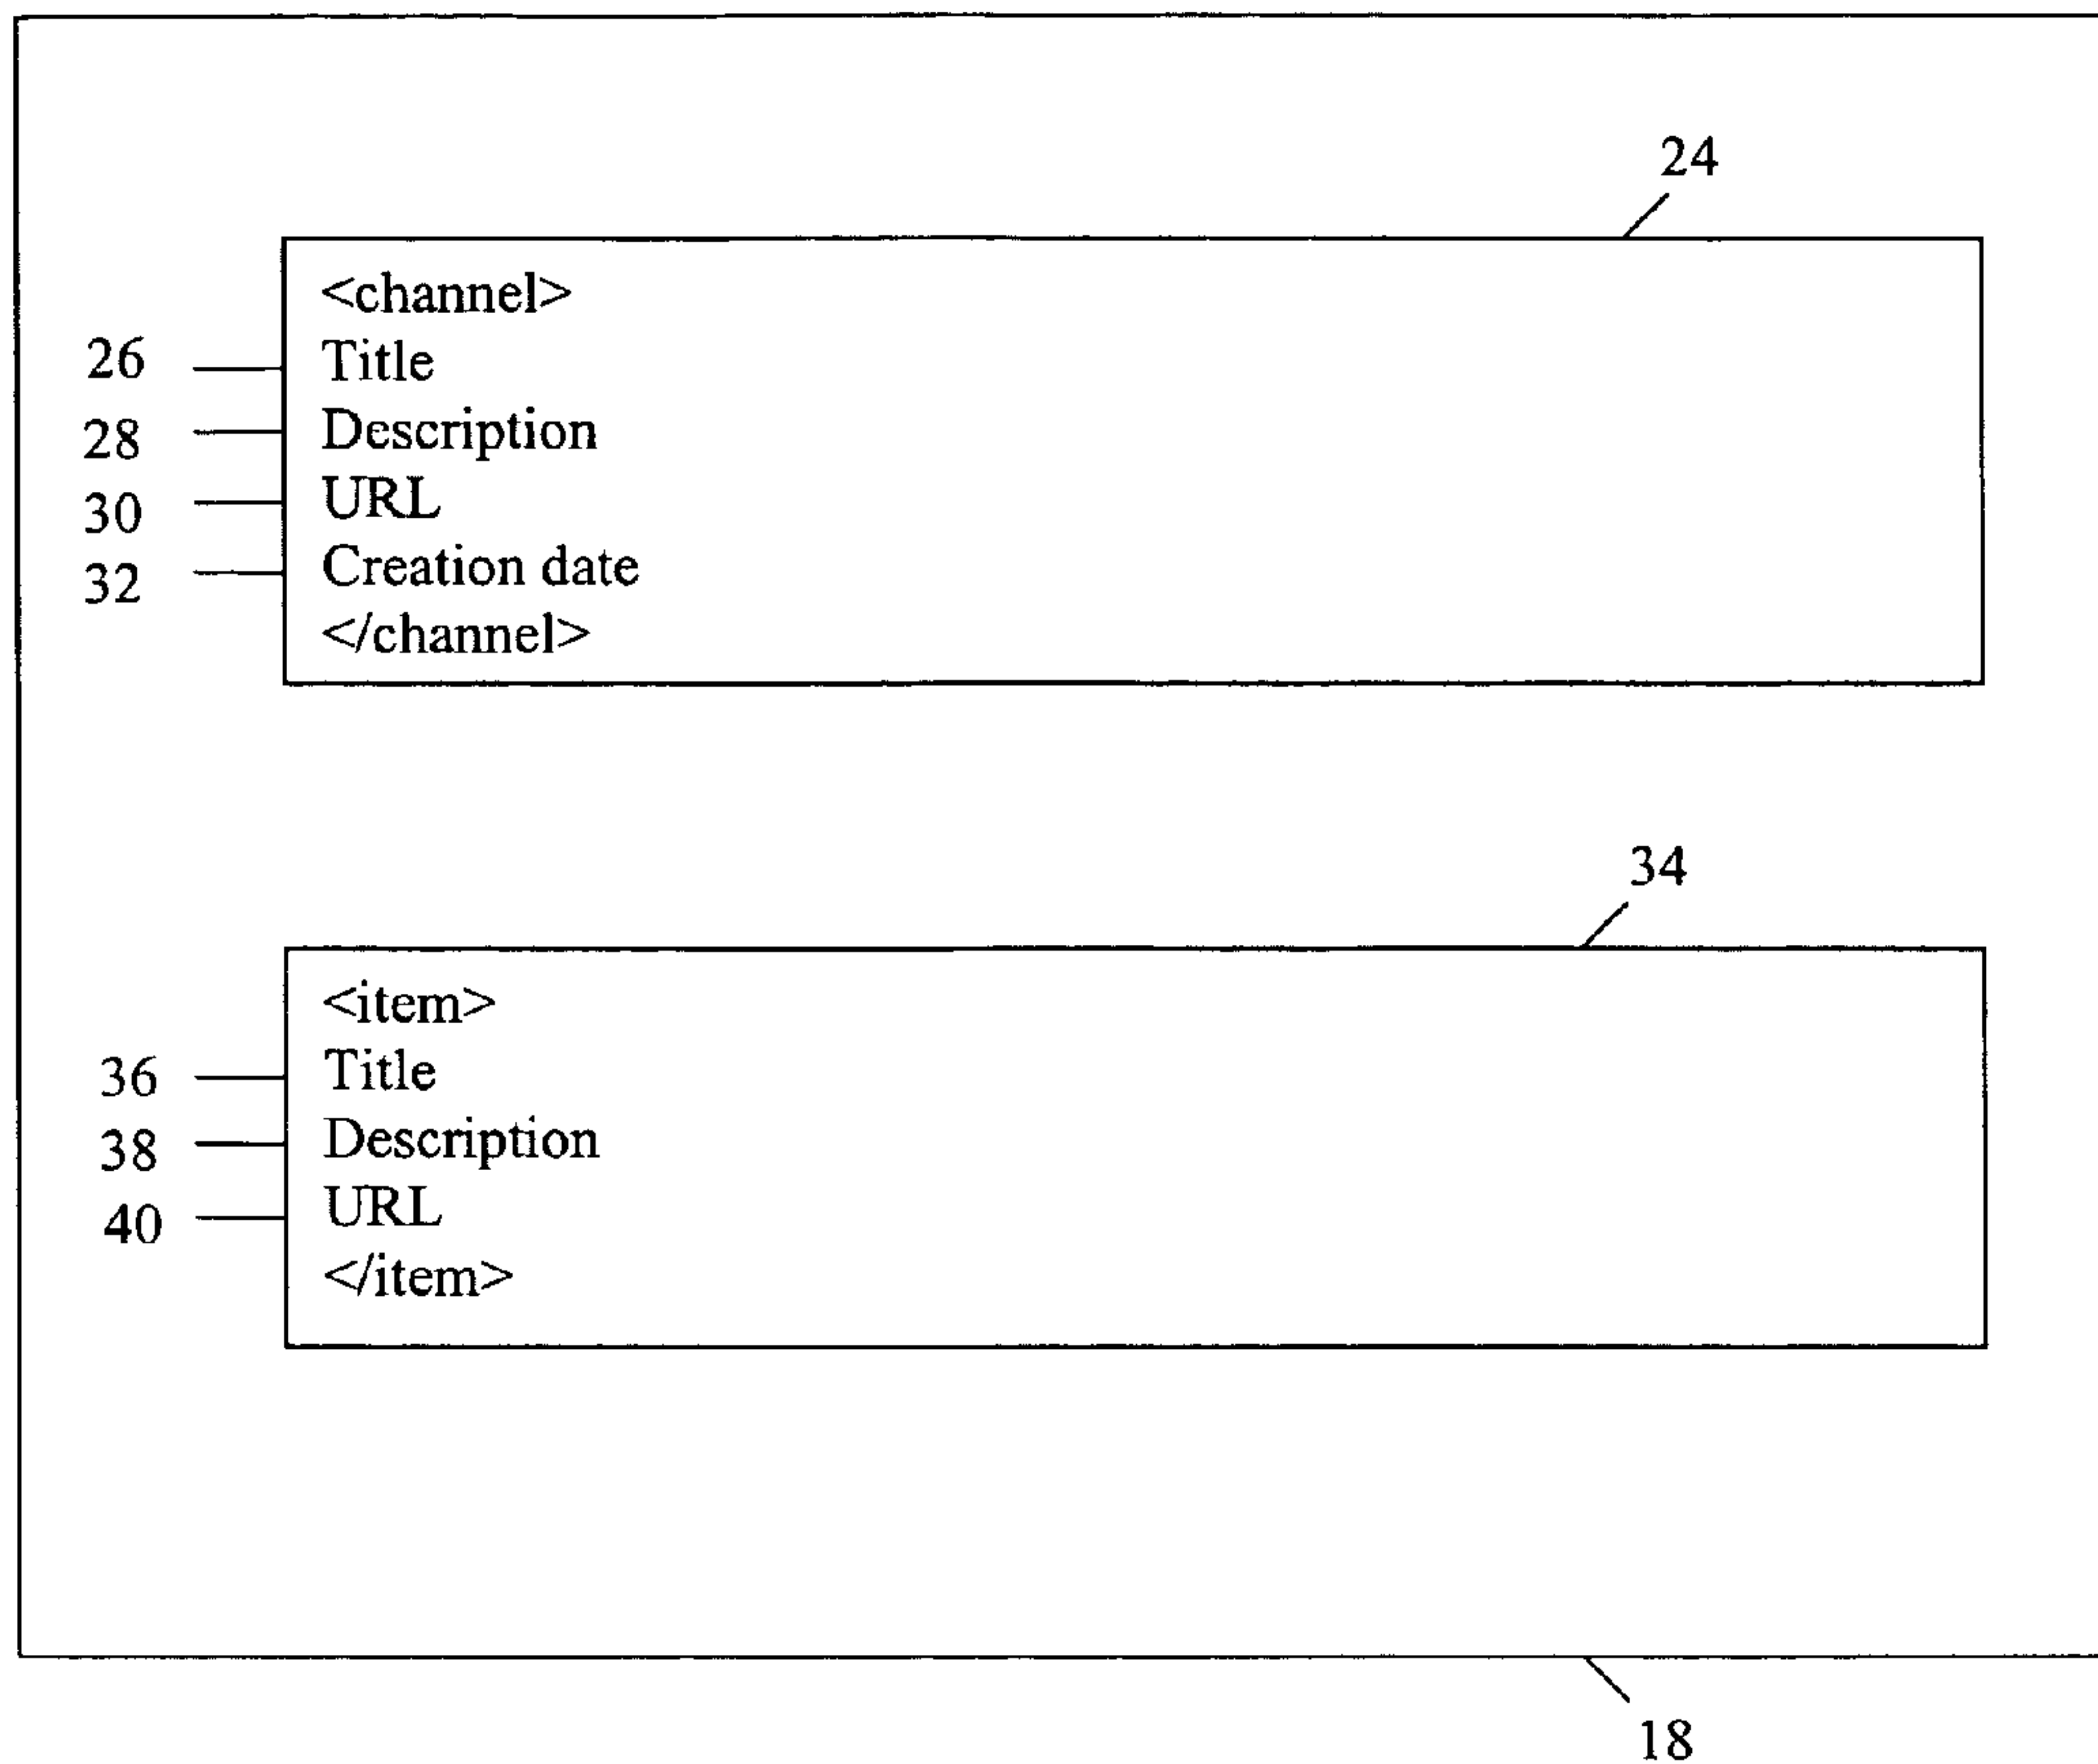 24
<channel>
26 Title
28 Description
30 URL
32 Creation date
</channel>
34
<item>
36 Title
38 Description
40 URL
</item>
18